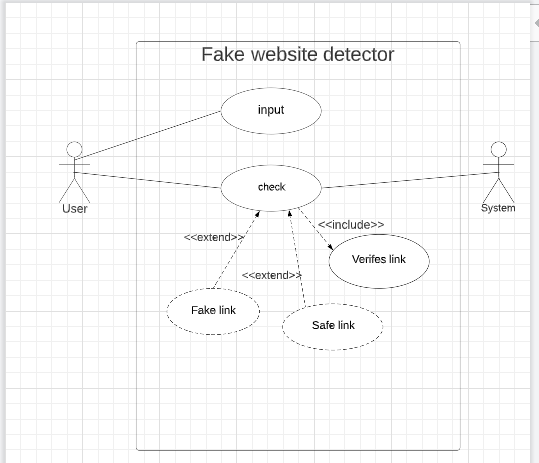 Fake website detector
input
check
User
System
<<include>>
<<extend>>
Verifes link
<<extend>>
Fake link
Safe link